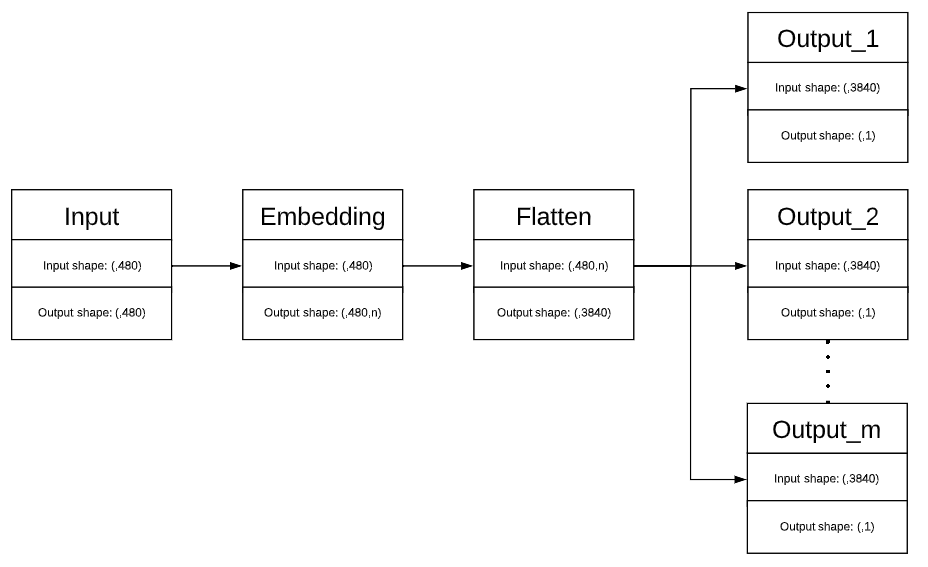 Input
Input shape: (,480)
Output shape: (,480)
Embedding
Input shape: (,480)
Output shape: (,480,n)
Flatten
Input shape: (,480,n)
Output shape: (,3840)
Output_1
Input shape: (,3840)
Output shape: (,1)
Output_2
Input shape: (,3840)
Output shape: (,1)
Output_m
Input shape: (,3840)
Output shape: (,1)